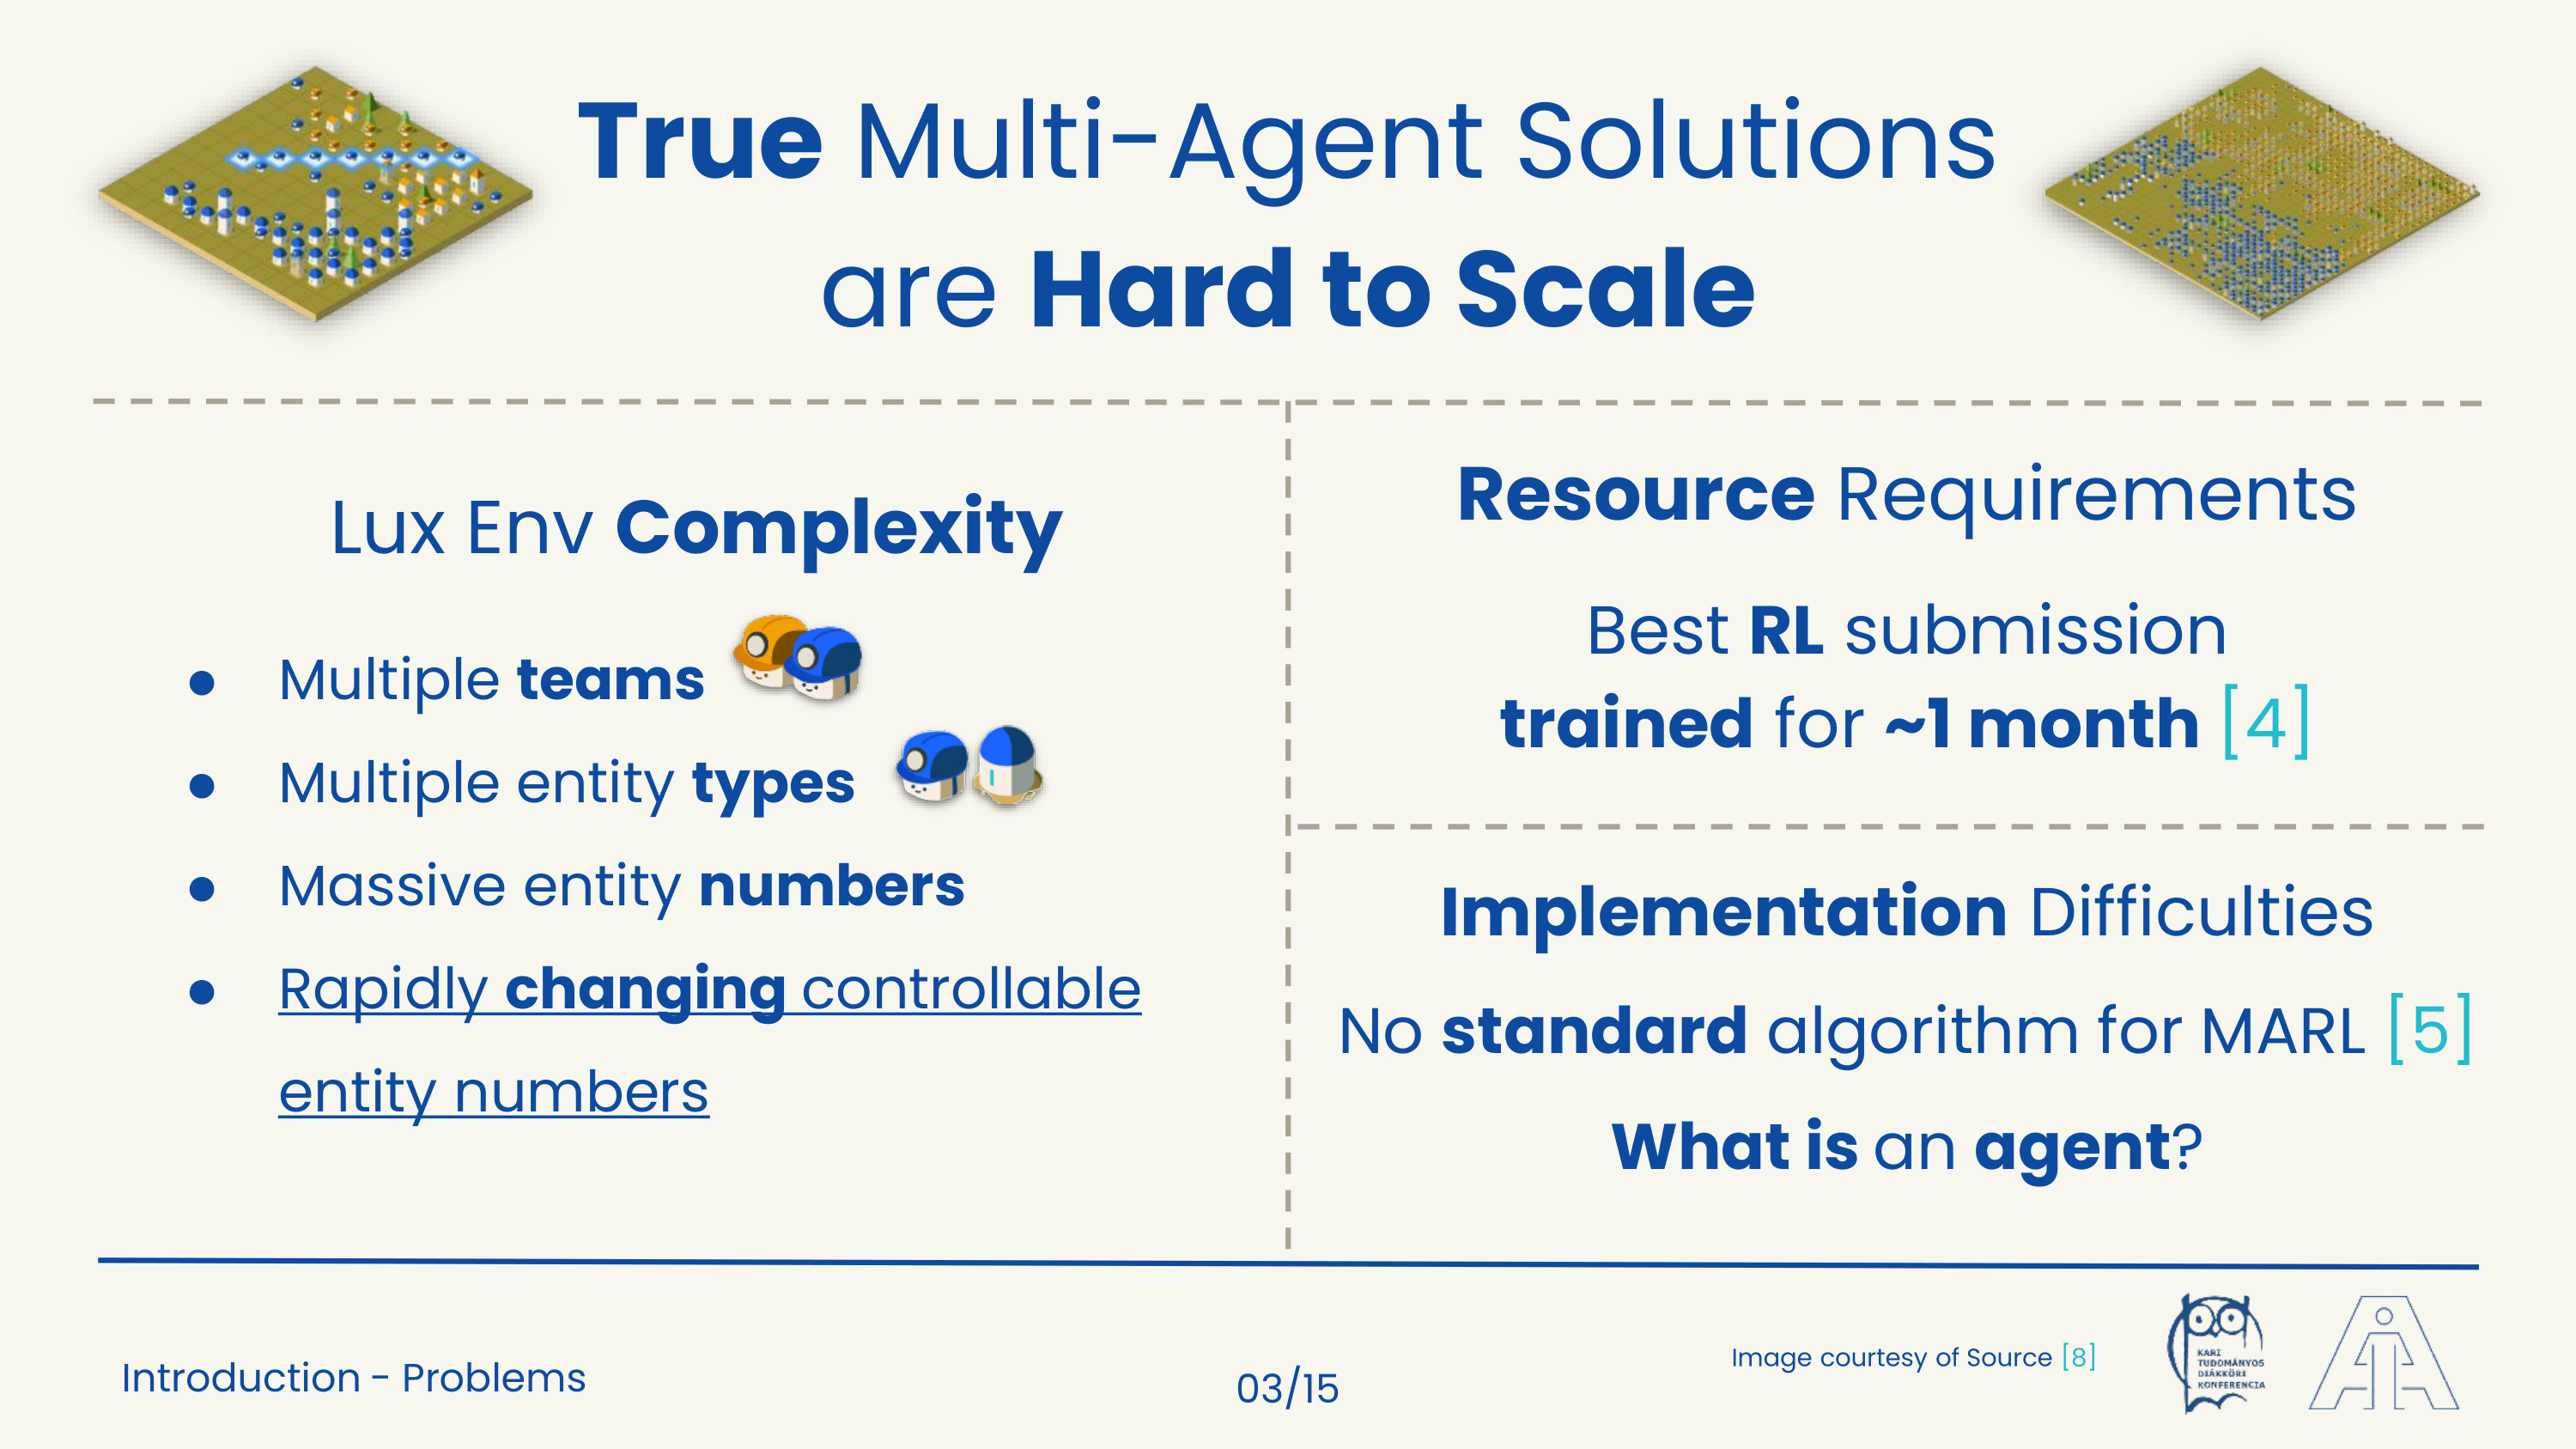 True Multi-Agent Solutions
are Hard to Scale
Lux Env Complexity
● Multiple teams
● Multiple entity types
● Massive entity numbers
● Rapidly changing controllable
entity numbers
Resource Requirements
Best RL submission
trained for ~1 month [4]
Implementation Difficulties
No standard algorithm for MARL [5]
What is an agent?
Introduction - Problems
03/15
Image courtesy of Source [8]
KARI
TUDOMÁNYOS
DIÁKKÖRI
KONFERENCIA